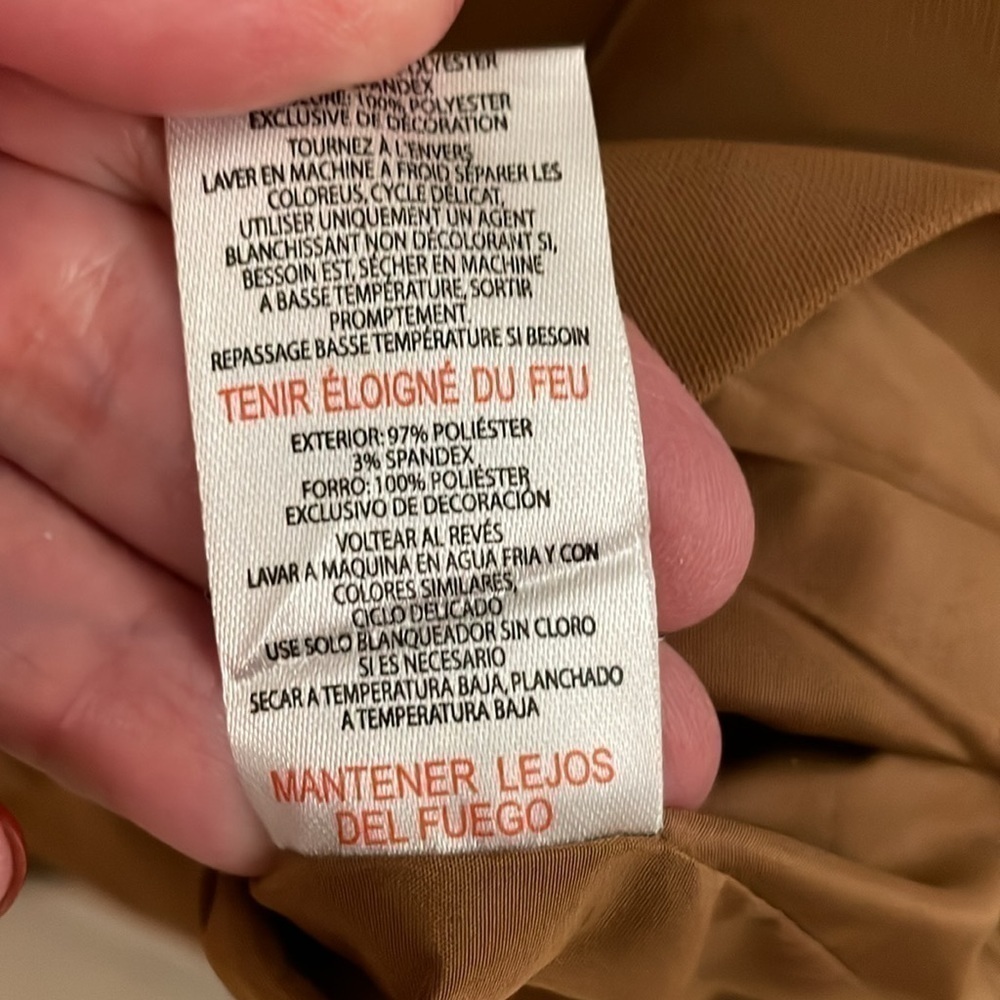 POLYESTER
SPANDEX
100% POLYESTER
EXCLUSIVE DE DÉCORATION
TOURNEZ À L'ENVERS
LAVER EN MACHINE A FROID SÉPARER LES
COLOREUS, CYCLE DÉLICAT,
UTILISER UNIQUEMENT UN AGENT
BLANCHISSANT NON DÉCOLORANT SI,
BESSOIN EST, SÉCHER EN MACHINE
A BASSE TEMPÉRATURE, SORTIR
PROMPTEMENT.
REPASSAGE BASSE TEMPÉRATURE SI BESOIN
TENIR ÉLOIGNÉ DU FEU
EXTERIOR: 97% POLIÉSTER
3% SPANDEX
FORRO: 100% POLIÉSTER
EXCLUSIVO DE DECORACIÓN
VOLTEAR AL REVÉS
LAVAR A MAQUINA EN AGUA FRIA Y CON
COLORES SIMILARES,
CICLO DELICADO
USE SOLO BLANQUEADOR SIN CLORO
SI ES NECESARIO
SECAR A TEMPERATURA BAJA, PLANCHADO
A TEMPERATURA BAJA
MANTENER LEJOS
DEL FUEGO